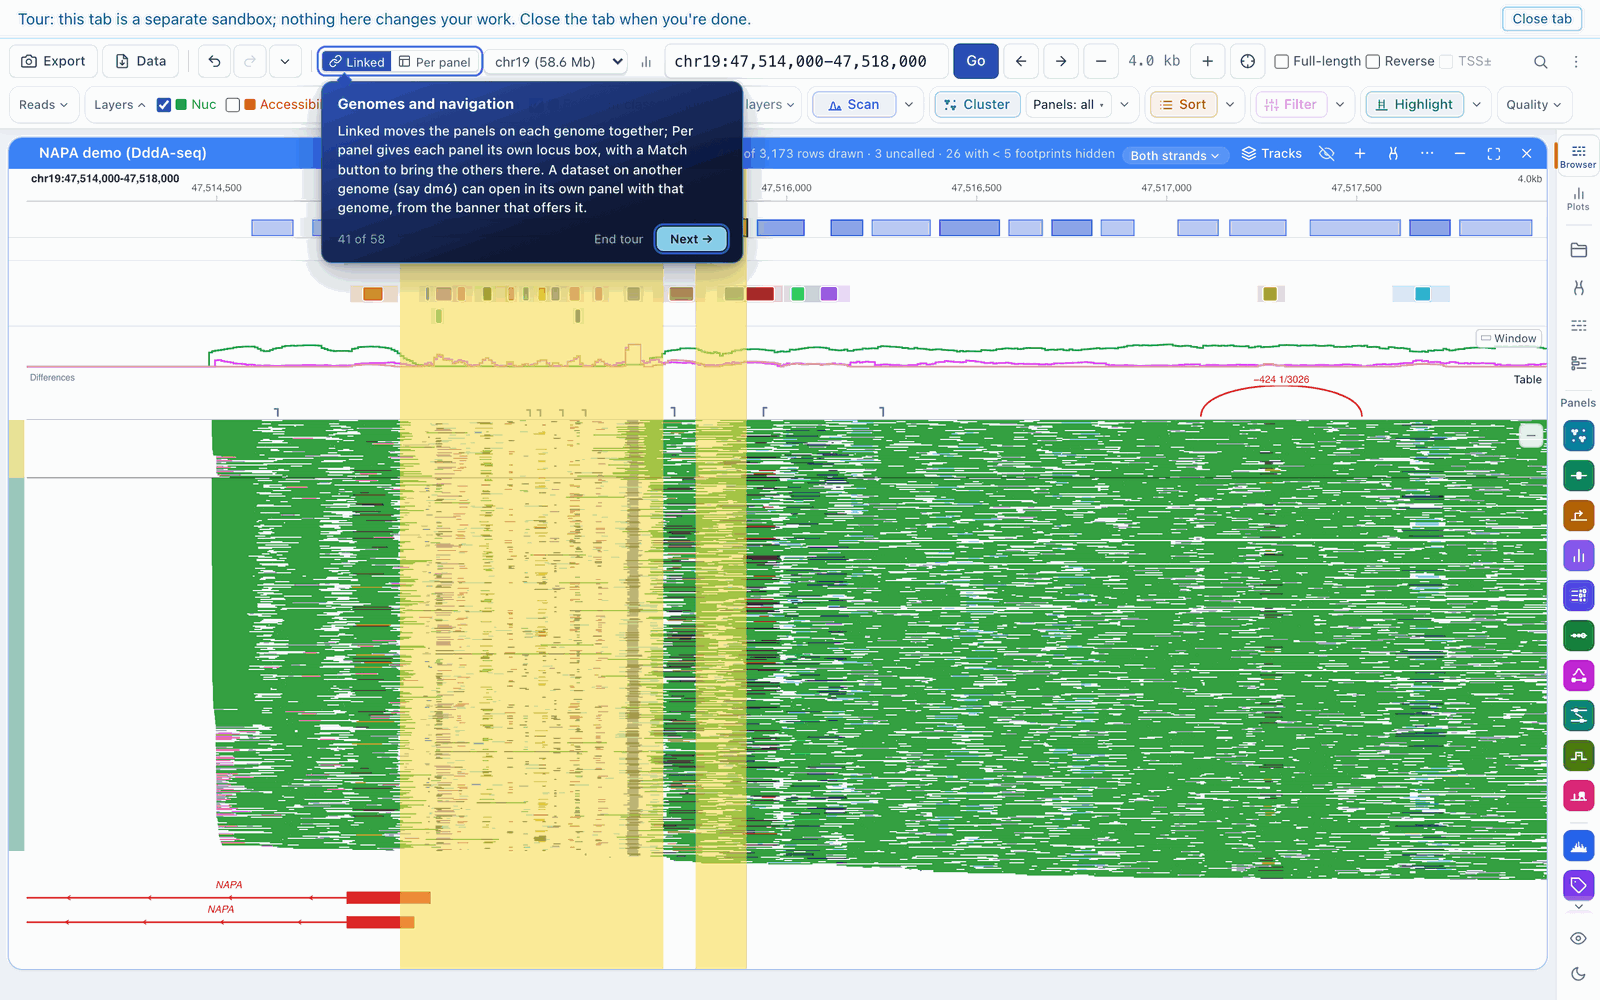 Tour: this tab is a separate sandbox; nothing here changes your work. Close the tab when you're done.
Close tab
Export
Data
Linked
Per panel
chr19 (58.6 Mb)
chr19:47,514,000–47,518,000
Go
4.0 kb
Full-length
Reverse
TSS±
Reads
Layers
Nuc
Accessibi
layers
Scan
Cluster
Panels: all
Sort
Filter
Highlight
Quality
Genomes and navigation
Linked moves the panels on each genome together; Per
panel gives each panel its own locus box, with a Match
button to bring the others there. A dataset on another
genome (say dm6) can open in its own panel with that
genome, from the banner that offers it.
41 of 58
End tour
Next →
NAPA demo (DddA-seq)
of 3,173 rows drawn · 3 uncalled · 26 with < 5 footprints hidden
Both strands
Tracks
Browser
Plots
Panels
chr19:47,514,000-47,518,000
47,514,500
47,516,000
47,516,500
47,517,000
47,517,500
4.0kb
Window
Differences
−424 1/3026
Table
NAPA
NAPA